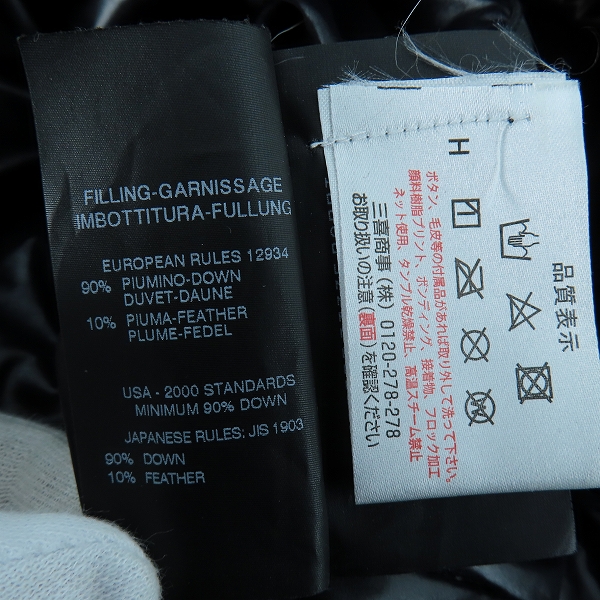 FILLING-GARNISSAGE
IMBOTTITURA-FULLUNG
EUROPEAN RULES 12934
90% PIUMINO-DOWN
DUVET-DAUNE
10% PIUMA-FEATHER
PLUME-FEDEL
USA - 2000 STANDARDS
MINIMUM 90% DOWN
JAPANESE RULES: JIS 1903
90% DOWN
10% FEATHER
品質表示
H
ボタン、毛皮等の付属品があれば取り外して洗って下さい。
顔料樹脂プリント、ボンディング、接着物、フロック加工
ネット使用、タンブル乾燥禁止、高温スチーム禁止
三喜商事（株）0120-278-278
お取り扱いの注意(裏面)を確認ください